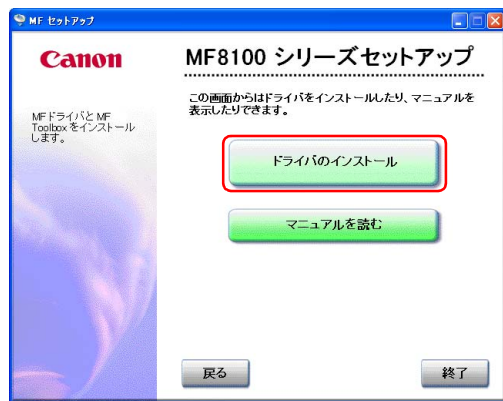 MF セットアップ
Canon
MF8100 シリーズセットアップ
この画面からはドライバをインストールしたり、マニュアルを
表示したりできます。
MFドライバと MF
Toolbox をインストール
します。
ドライバのインストール
マニュアルを読む
戻る
終了